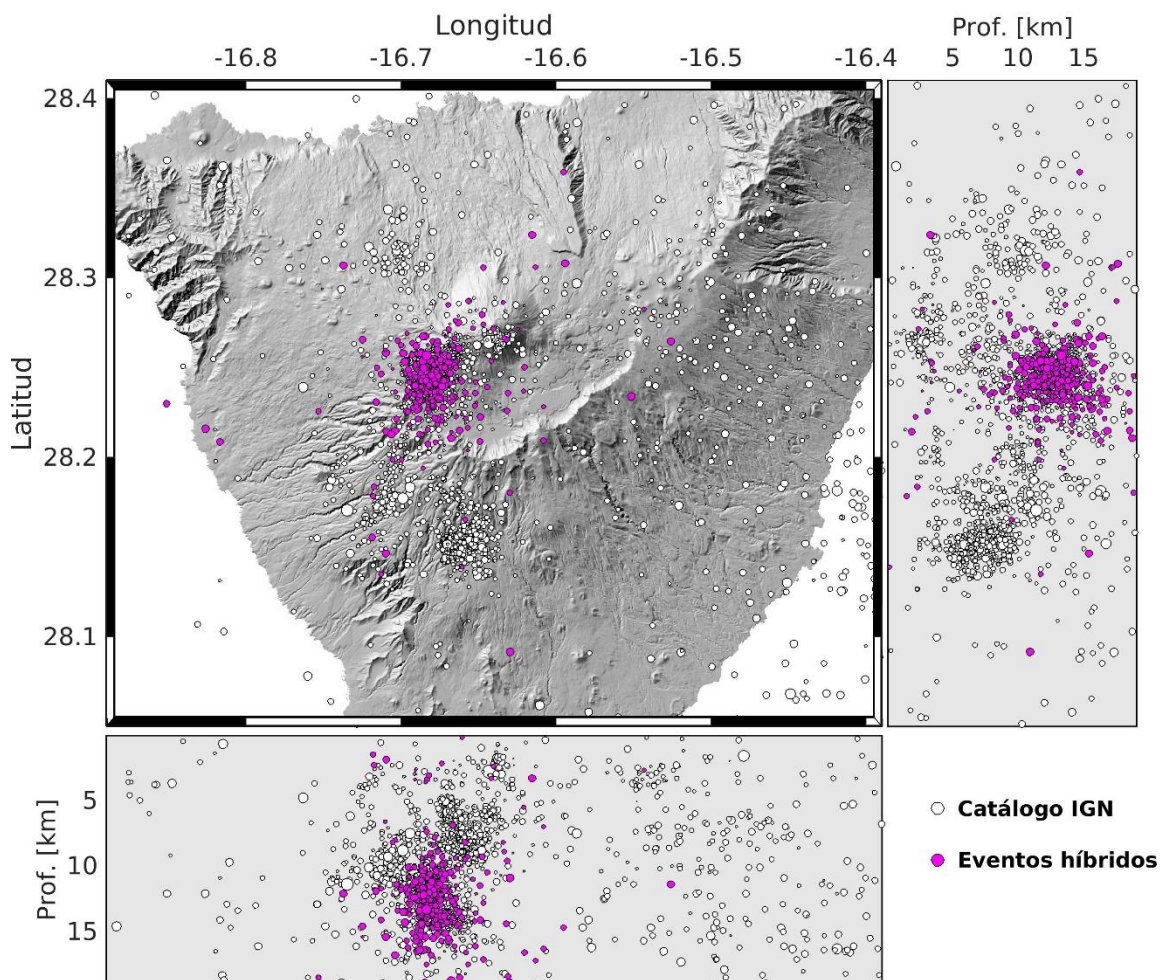 Longitud
-16.8 -16.7 -16.6 -16.5 -16.4
Prof. [km]
5 10 15
Latitud
28.4
28.3
28.2
28.1
Prof. [km]
5
10
15
Catálogo IGN
Eventos híbridos